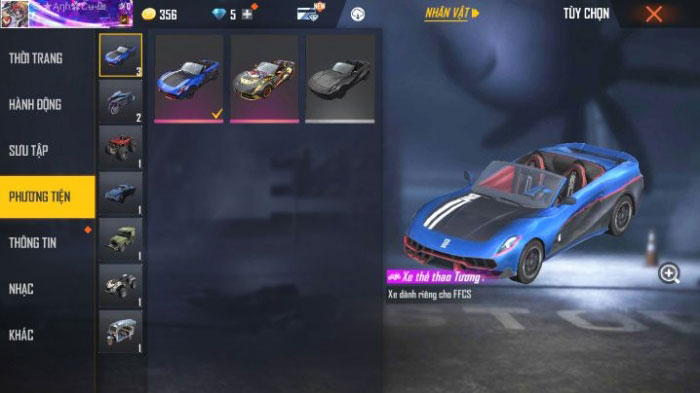 356
5
NEW
NHÂN VẬT
TÙY CHỌN
THỜI TRANG
3
HÀNH ĐỘNG
2
SƯU TẬP
1
PHƯƠNG TIỆN
1
THÔNG TIN
1
NHẠC
1
KHÁC
1
Xe thể thao Tương
Xe dành riêng cho FFCS